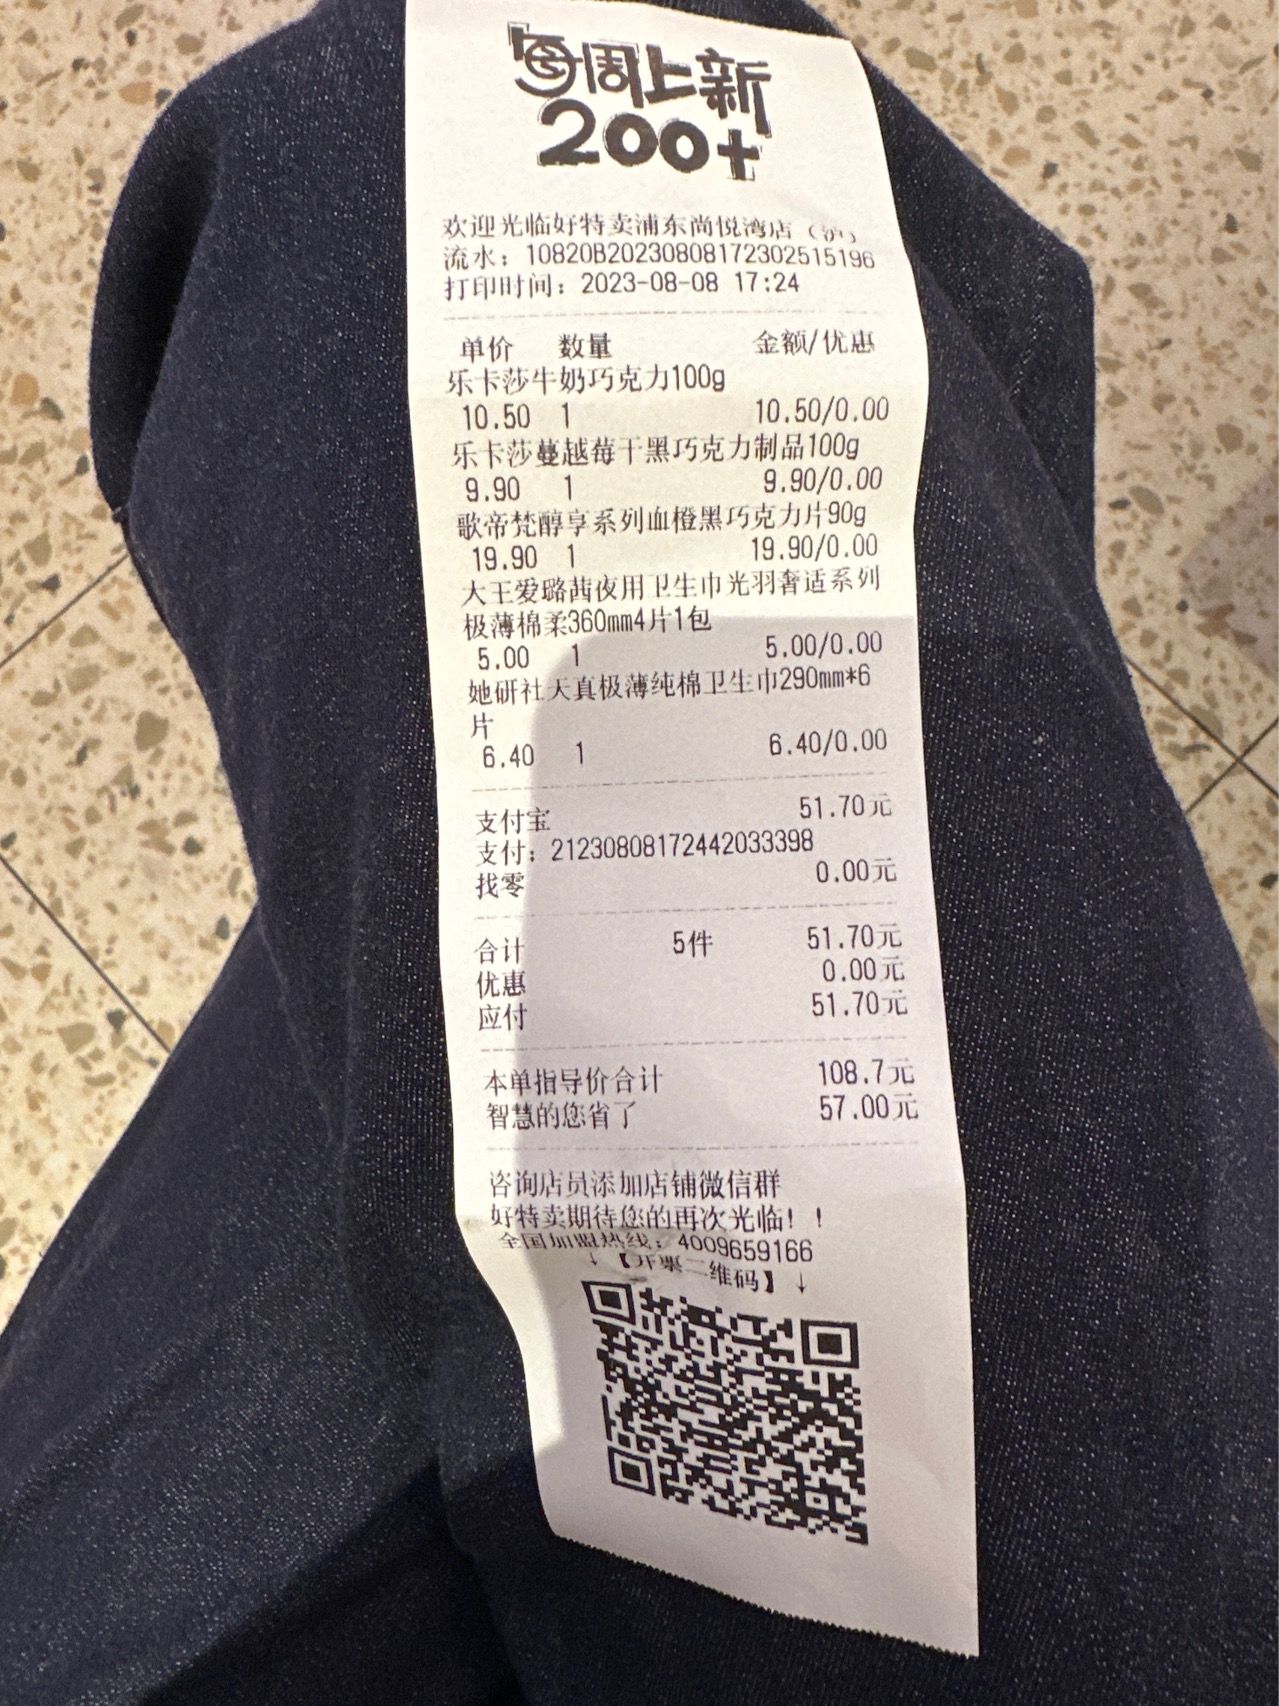 每周上新
200+
欢迎光临好特卖浦东尚悦湾店（沪）
流水：10820B20230808172302515196
打印时间：2023-08-08 17:24
单价 数量 金额/优惠
乐卡莎牛奶巧克力100g
10.50 1 10.50/0.00
乐卡莎蔓越莓干黑巧克力制品100g
9.90 1 9.90/0.00
歌帝梵醇享系列血橙黑巧克力片90g
19.90 1 19.90/0.00
大王爱璐茜夜用卫生巾光羽奢适系列
极薄棉柔360mm4片1包
5.00 1 5.00/0.00
她研社天真极薄纯棉卫生巾290mm*6
片
6.40 1 6.40/0.00
支付宝 51.70元
支付：21230808172442033398
找零 0.00元
合计 5件 51.70元
优惠 0.00元
应付 51.70元
本单指导价合计 108.7元
智慧的您省了 57.00元
咨询店员添加店铺微信群
好特卖期待您的再次光临！！
全国加盟热线：4009659166
↓【开票二维码】↓